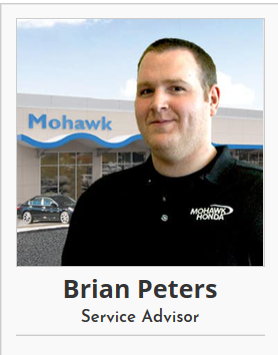 Mohawk
MOHAWK
HONDA
Brian Peters
Service Advisor